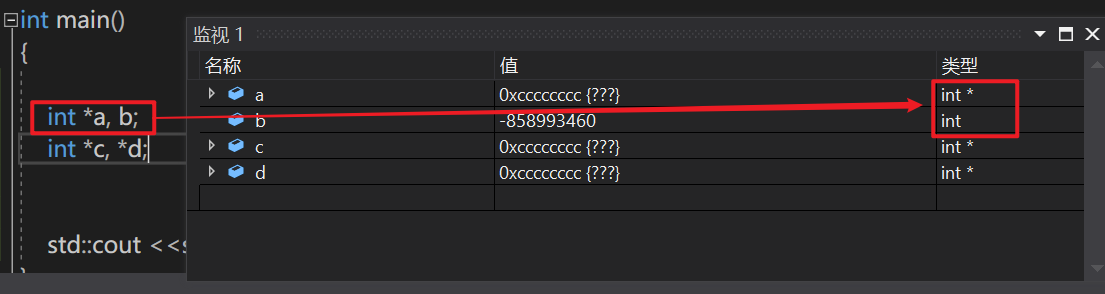 int main()
{
int *a, b;
int *c, *d;
std::cout <<s
}
监视 1
名称 值 类型
a 0xcccccccc {???} int *
b -858993460 int
c 0xcccccccc {???} int *
d 0xcccccccc {???} int *